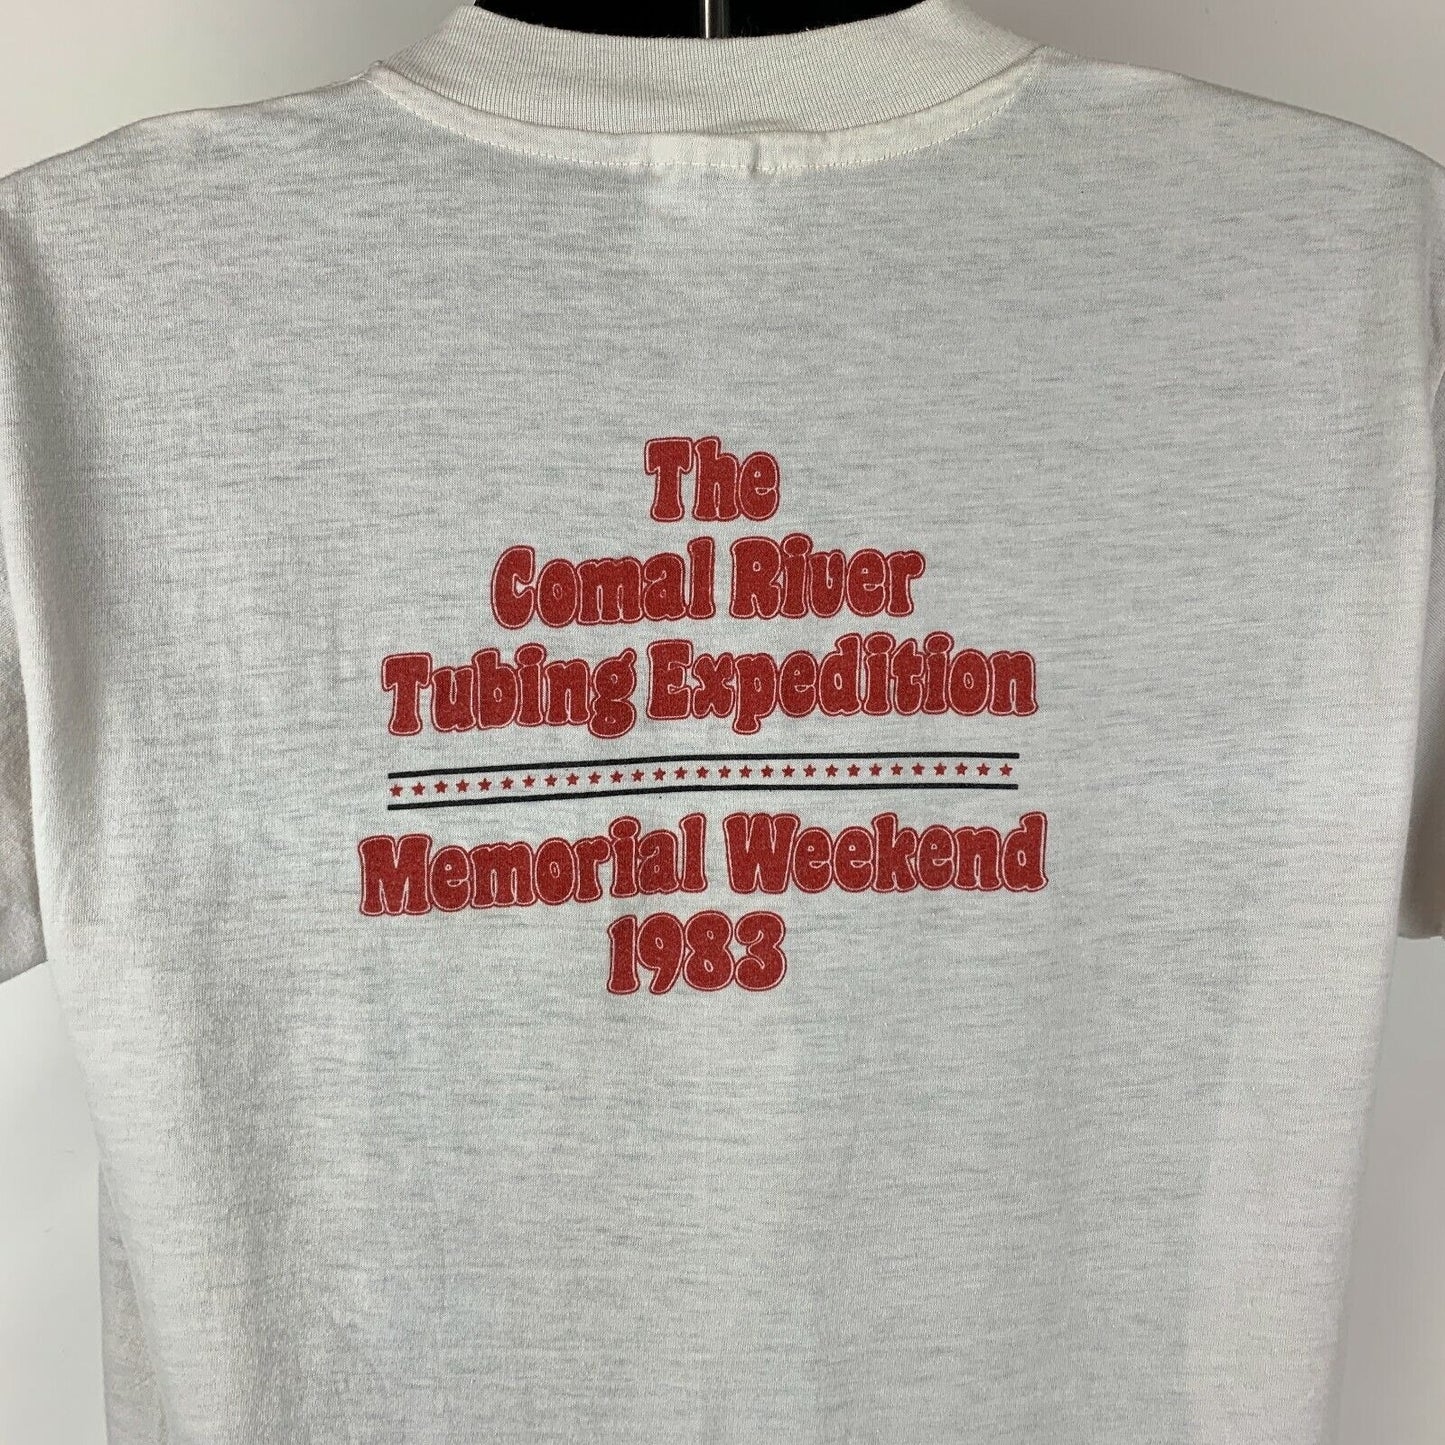 The
Comal River
Tubing Expedition
Memorial Weekend
1983